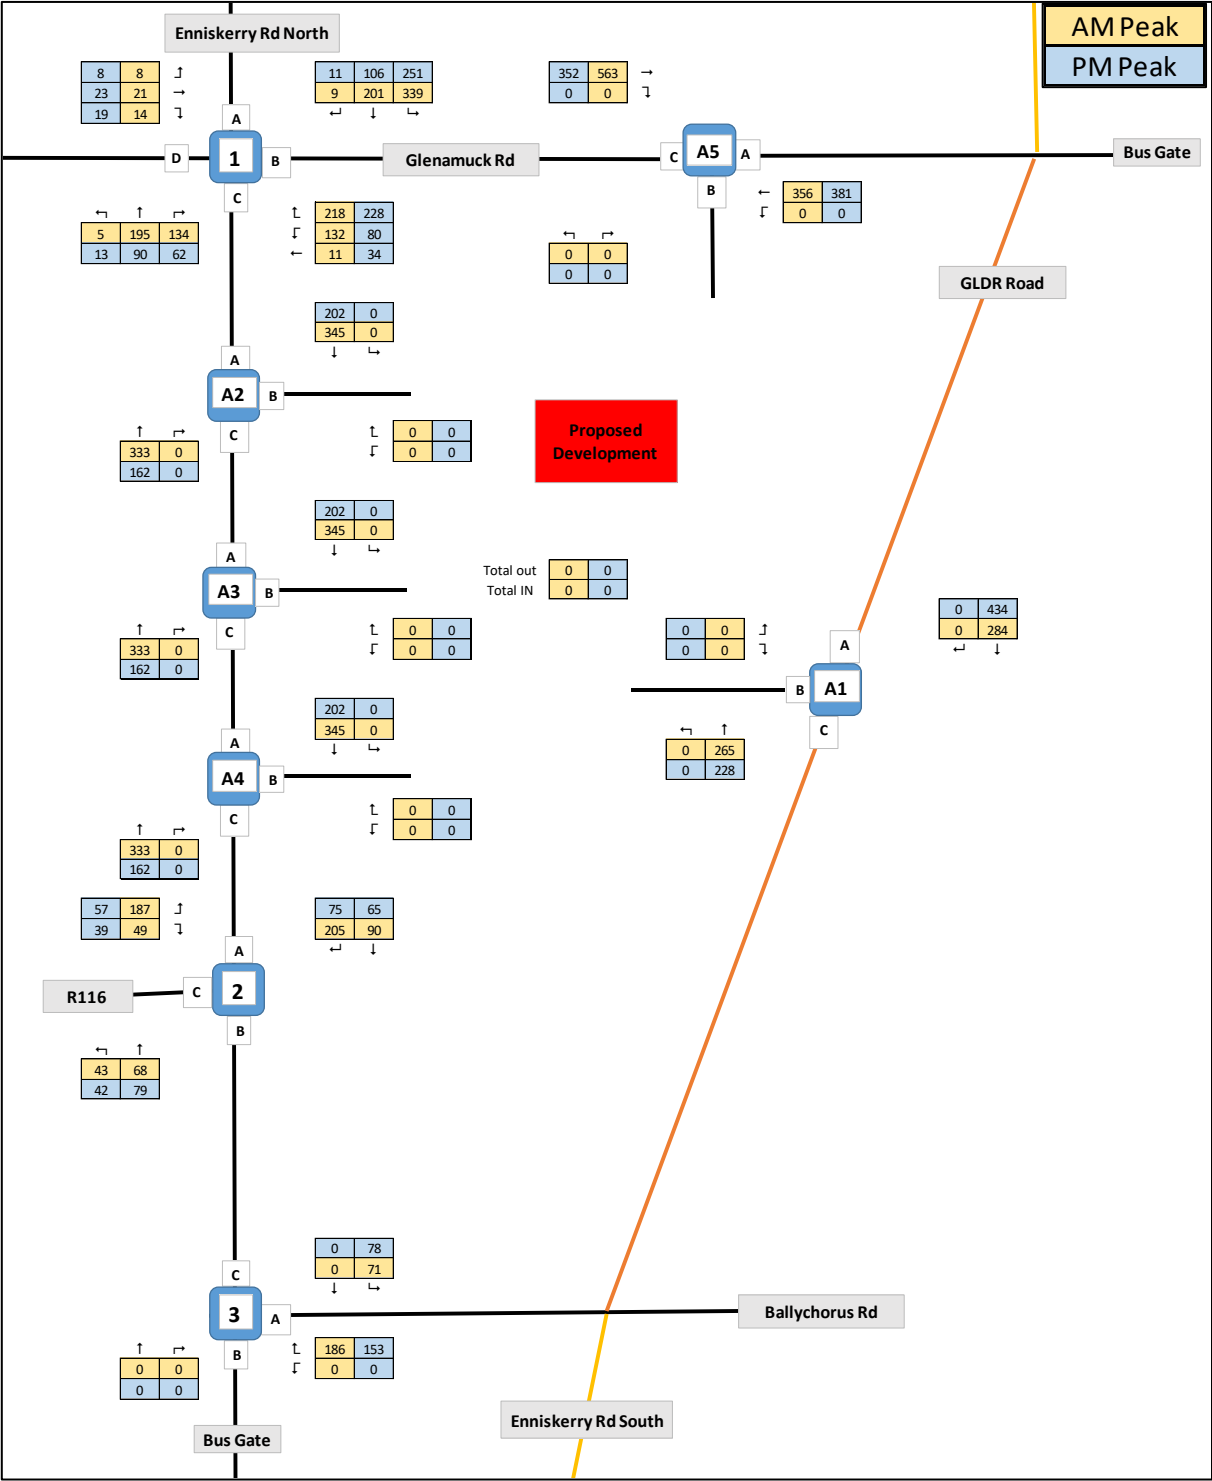 AM Peak
PM Peak
Enniskerry Rd North
8 8
23 21 →
19 14
11 106 251
9 201 339
↓
352 563 →
0 0
A
D 1 B
C
Glenamuck Rd
C A5 A
B
Bus Gate
← 356 381
0 0
↑
5 195 134
13 90 62
218 228
132 80
← 11 34
0 0
0 0
GLDR Road
202 0
345 0
↓
A
A2 B
C
↑
333 0
162 0
0 0
0 0
Proposed
Development
202 0
345 0
↓
A
A3 B
C
Total out 0 0
Total IN 0 0
↑
333 0
162 0
0 0
0 0
0 0
0 0
0 434
0 284
↓
A
B A1
C
↑
0 265
0 228
202 0
345 0
↓
A
A4 B
C
0 0
0 0
↑
333 0
162 0
57 187
39 49
75 65
205 90
↓
A
R116 C 2
B
↑
43 68
42 79
0 78
0 71
↓
C
3 A
B
Ballychorus Rd
↑
0 0
0 0
186 153
0 0
Enniskerry Rd South
Bus Gate